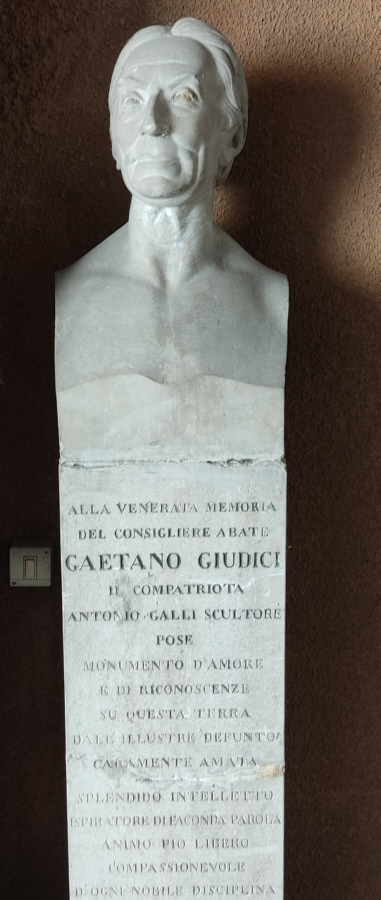 ALLA VENERATA MEMORIA
DEL CONSIGLIERE ABATE
GAETANO GIUDICI
IL COMPATRIOTA
ANTONIO GALLI SCULTORE
POSE
MONUMENTO D'AMORE
E DI RICONOSCENZE
SU QUESTA TERRA
DALL'ILLUSTRE DEFUNTO
CARAMENTE AMATA
SPLENDIDO INTELLETTO
ISPIRATORE DI FACONDA PAROLA
ANIMO PIO LIBERO
COMPASSIONEVOLE
D'OGNI NOBILE DISCIPLINA